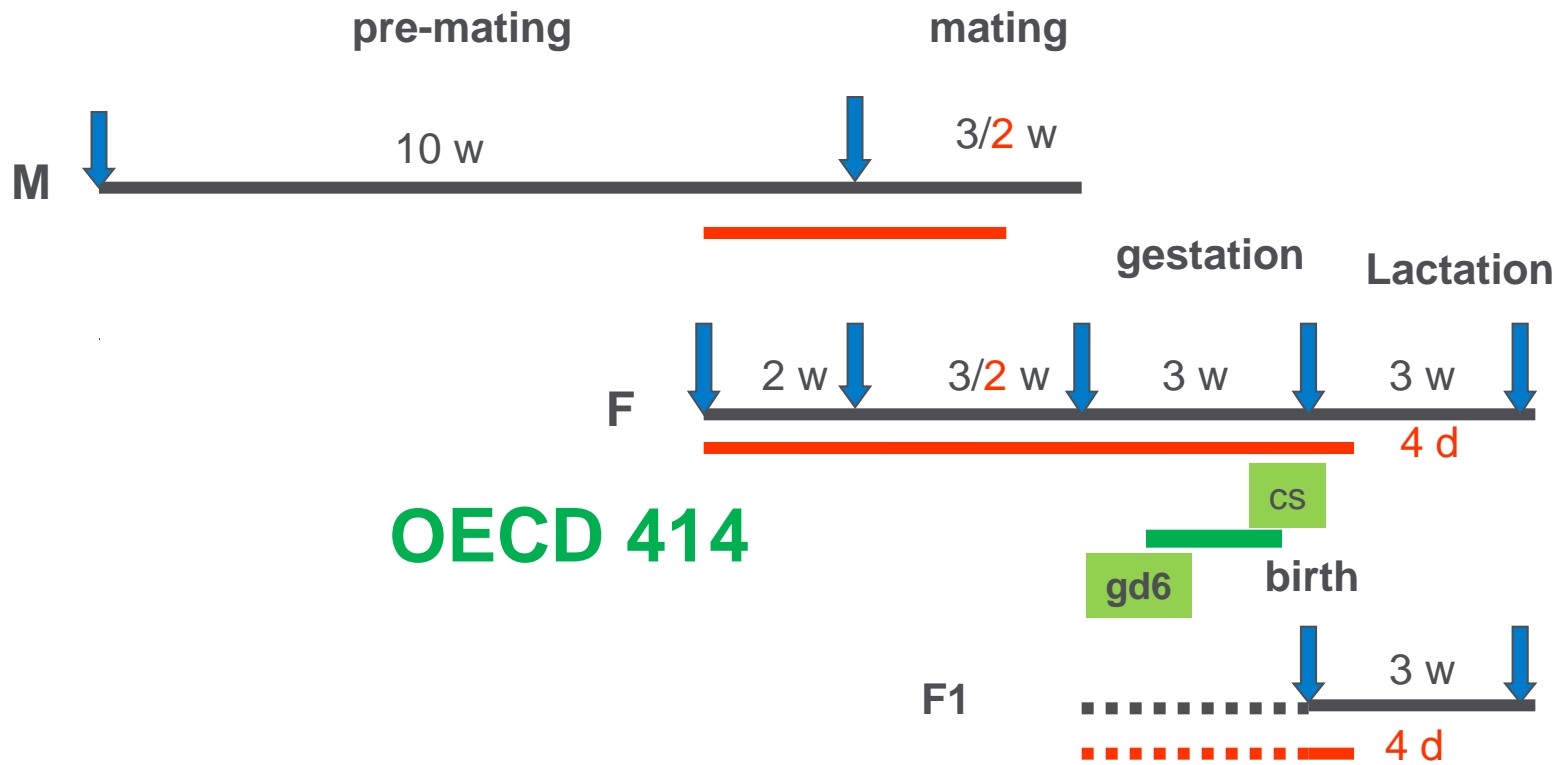 pre-mating mating
10 w 3/2 w
M
gestation Lactation
2 w 3/2 w 3 w 3 w
F
4 d
cs
OECD 414
gd6 birth
3 w
F1
4 d